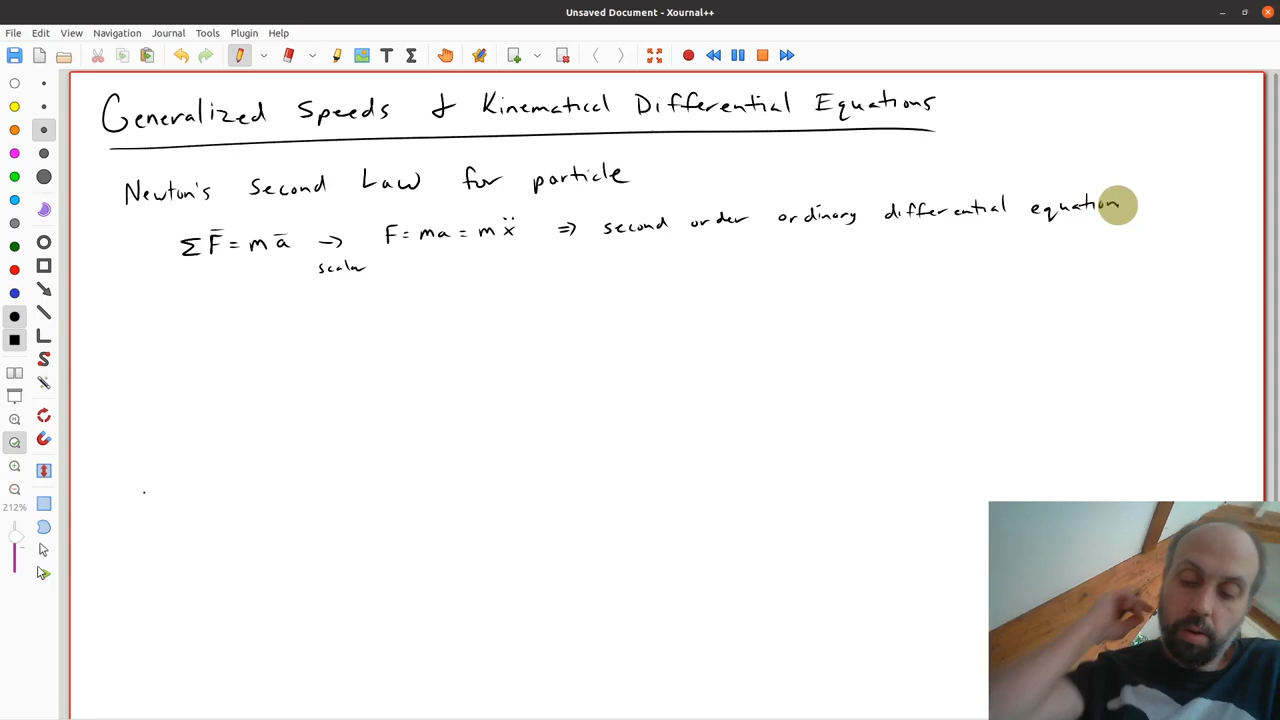 Unsaved Document - Xournal++
File Edit View Navigation Journal Tools Plugin Help
212%
Generalized Speeds & Kinematical Differential Equations
Newton's Second Law for particle
ΣF̄ = mā → F = ma = mẍ ⇒ second order ordinary differential equation
scalar